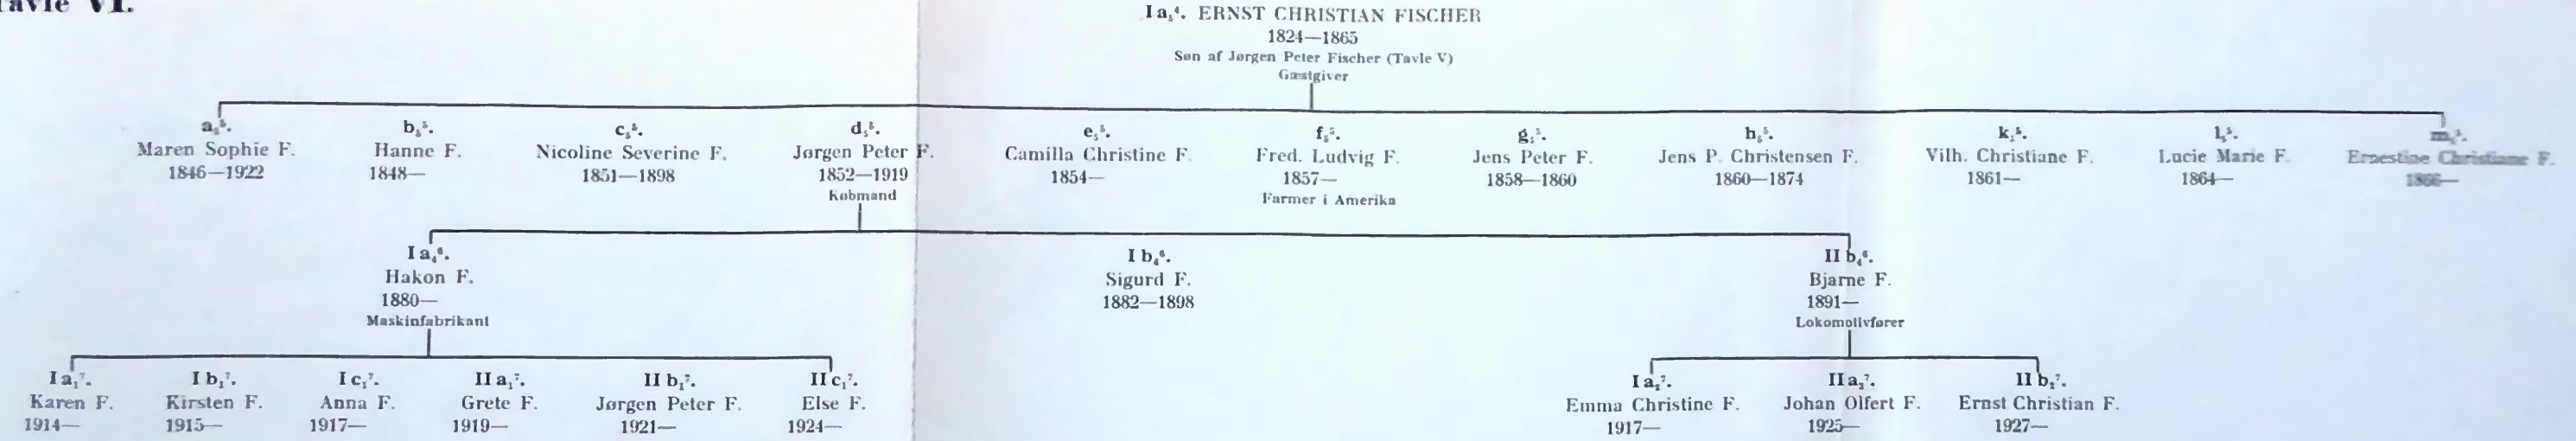 Tavle VI.
I a₅⁴. ERNST CHRISTIAN FISCHER
1824—1865
Søn af Jørgen Peter Fischer (Tavle V)
Gæstgiver
a₅⁵.
Maren Sophie F.
1846—1922
b₅⁵.
Hanne F.
1848—
c₅⁵.
Nicoline Severine F.
1851—1898
d₅⁵.
Jørgen Peter F.
1852—1919
Købmand
e₅⁵.
Camilla Christine F.
1854—
f₅⁵.
Fred. Ludvig F.
1857—
Farmer i Amerika
g₅⁵.
Jens Peter F.
1858—1860
h₅⁵.
Jens P. Christensen F.
1860—1874
k₅⁵.
Vilh. Christiane F.
1861—
l₅⁵.
Lucie Marie F.
1864—
m₅⁵.
Ernestine Christiane F.
1866—
I a₄⁶.
Hakon F.
1880—
Maskinfabrikant
I b₄⁶.
Sigurd F.
1882—1898
II b₄⁶.
Bjarne F.
1891—
Lokomotivfører
I a₁⁷.
Karen F.
1914—
I b₁⁷.
Kirsten F.
1915—
I c₁⁷.
Anna F.
1917—
II a₁⁷.
Grete F.
1919—
II b₁⁷.
Jørgen Peter F.
1921—
II c₁⁷.
Else F.
1924—
I a₂⁷.
Emma Christine F.
1917—
II a₂⁷.
Johan Olfert F.
1925—
II b₂⁷.
Ernst Christian F.
1927—